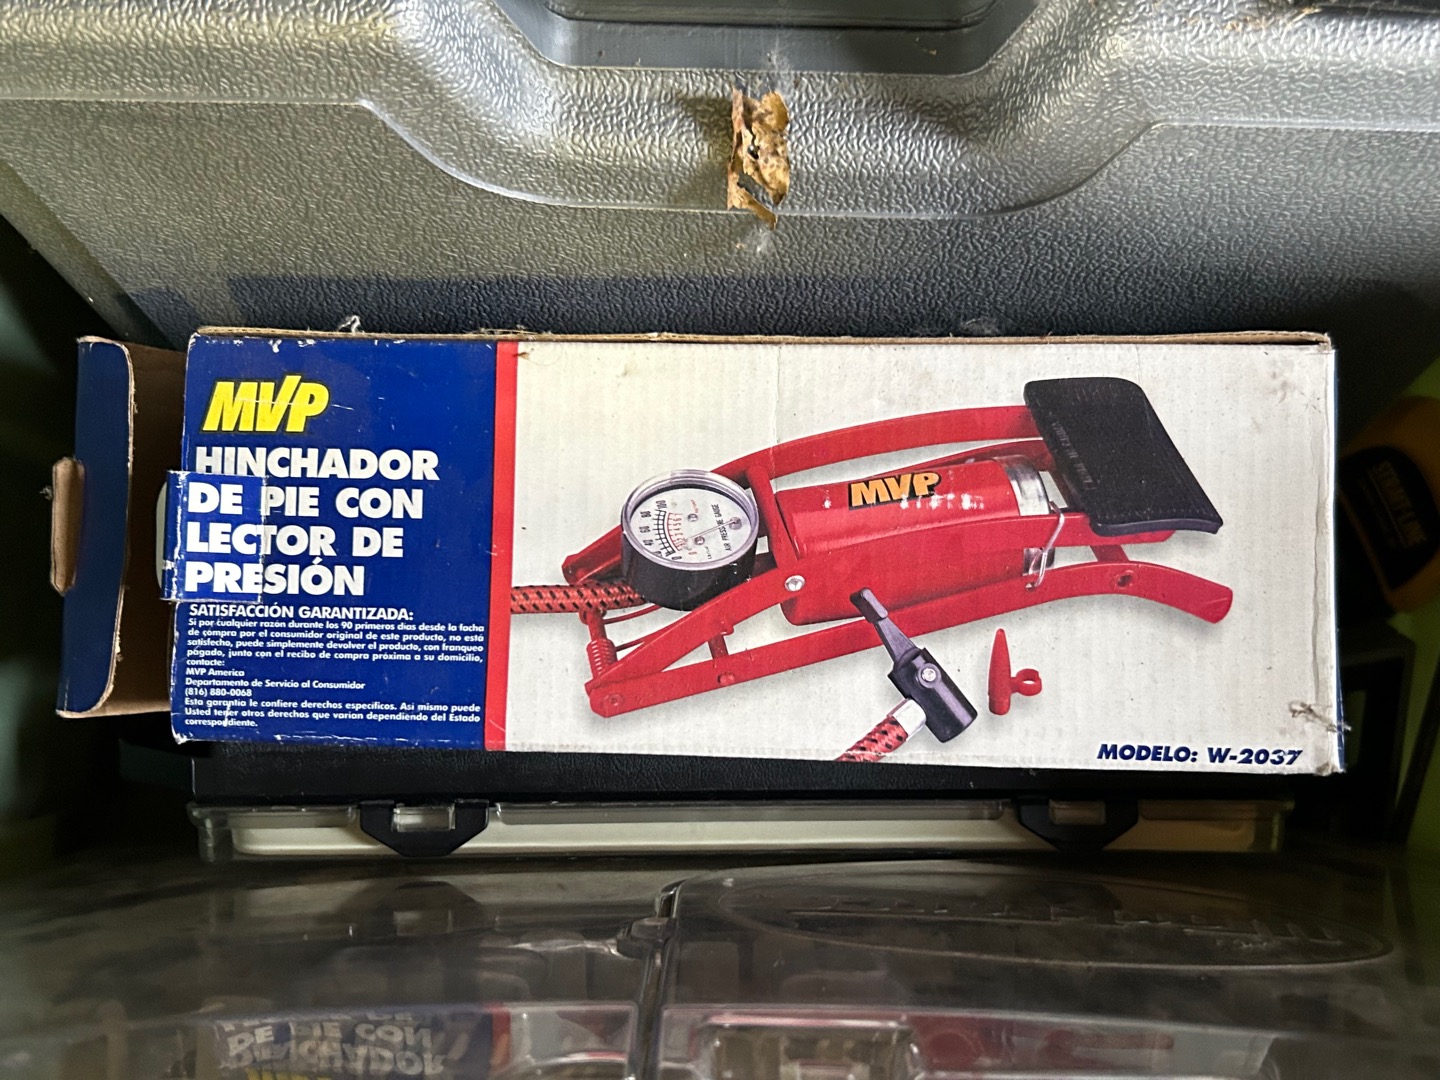 MVP
HINCHADOR
DE PIE CON
LECTOR DE
PRESIÓN
SATISFACCIÓN GARANTIZADA:
Si por cualquier razón durante los 90 primeros dias desde la facha
de cómpra por el consumidor original de este producto, no está
satisfecho, puede simplemente devolver el producto, con franqueo
pagado, junto con el recibo de compra próxima a su domicilio,
contacte:
MVP America
Departamento de Servicio al Consumidor
(816) 880-0068
Esta garantía le confiere derechos específicos. Asi mismo puede
Usted tener otros derechos que varían dependiendo del Estado
correspondiente.
MVP
AIR PRESSURE GAUGE
MODELO: W-2037